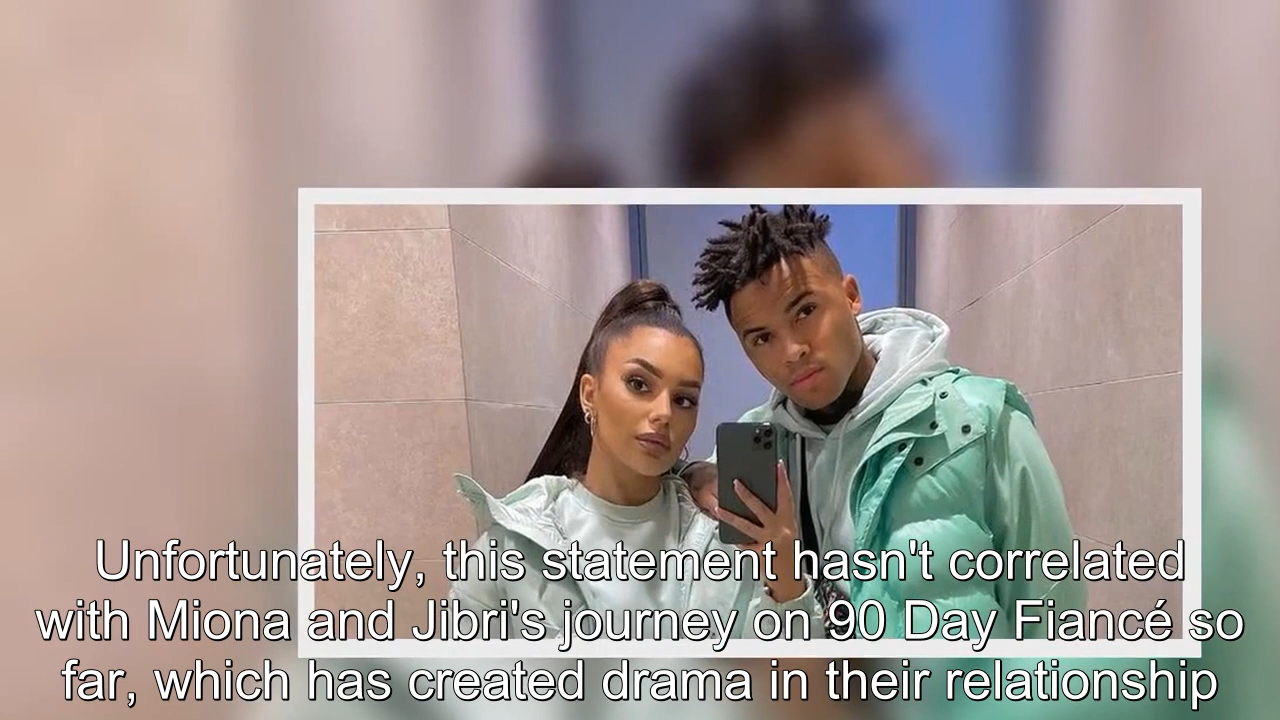 Unfortunately, this statement hasn't correlated
with Miona and Jibri's journey on 90 Day Fiancé so
far, which has created drama in their relationship